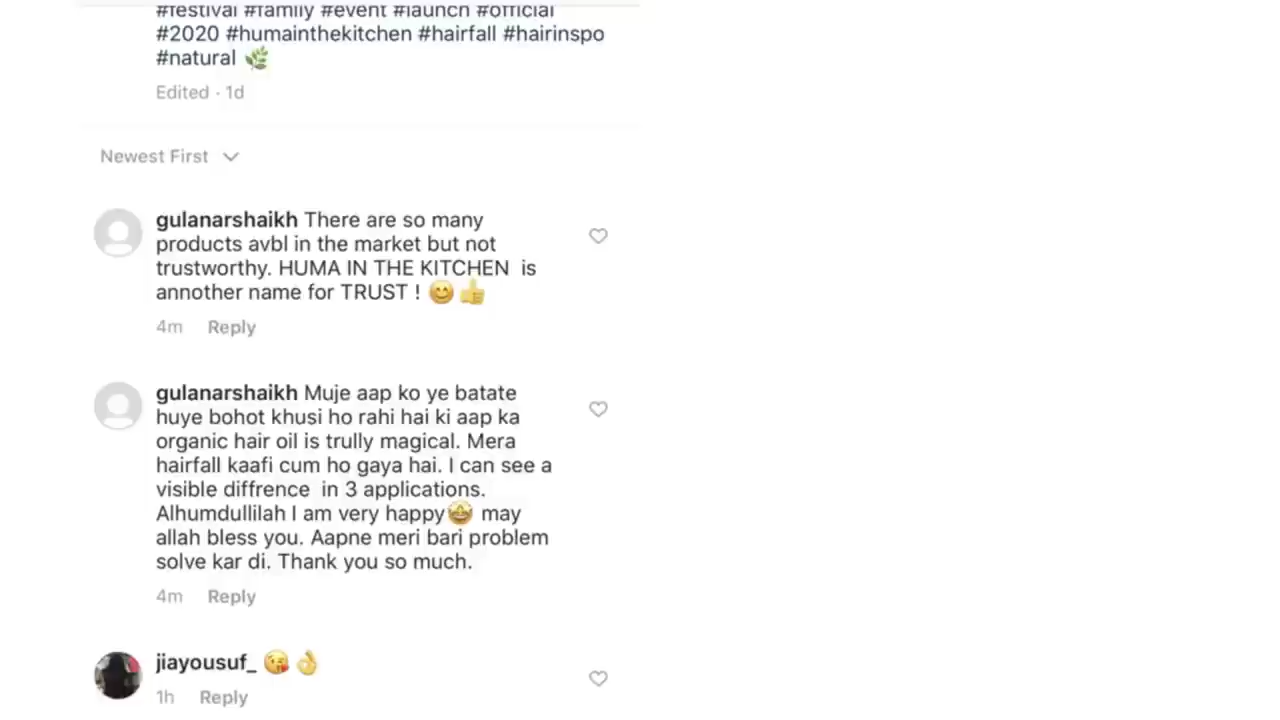 #festival #family #event #launch #official
#2020 #humainthekitchen #hairfall #hairinspo
#natural 🌿
Edited · 1d
Newest First
gulanarshaikh There are so many
products avbl in the market but not
trustworthy. HUMA IN THE KITCHEN is
annother name for TRUST ! 😊👍
4m Reply
gulanarshaikh Muje aap ko ye batate
huye bohot khusi ho rahi hai ki aap ka
organic hair oil is trully magical. Mera
hairfall kaafi cum ho gaya hai. I can see a
visible diffrence in 3 applications.
Alhumdullilah I am very happy🤩 may
allah bless you. Aapne meri bari problem
solve kar di. Thank you so much.
4m Reply
jiayousuf_ 😘👌
1h Reply